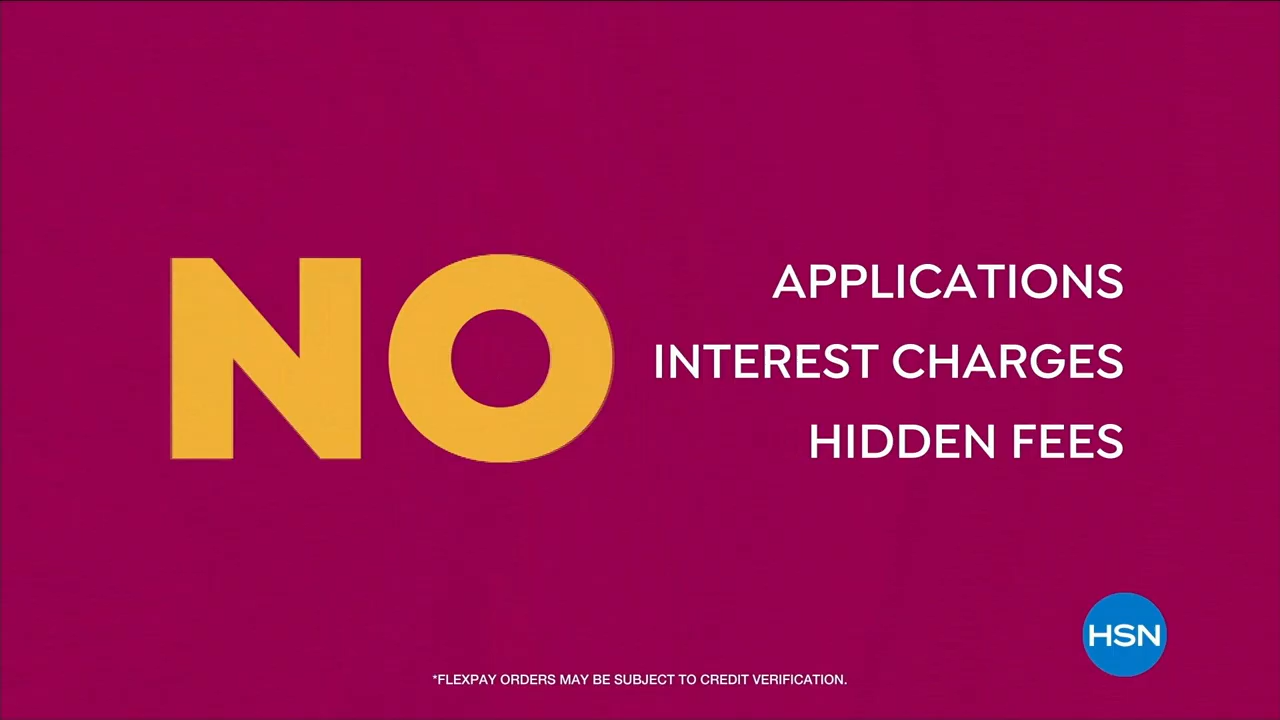 NO
APPLICATIONS
INTEREST CHARGES
HIDDEN FEES
HSN
*FLEXPAY ORDERS MAY BE SUBJECT TO CREDIT VERIFICATION.